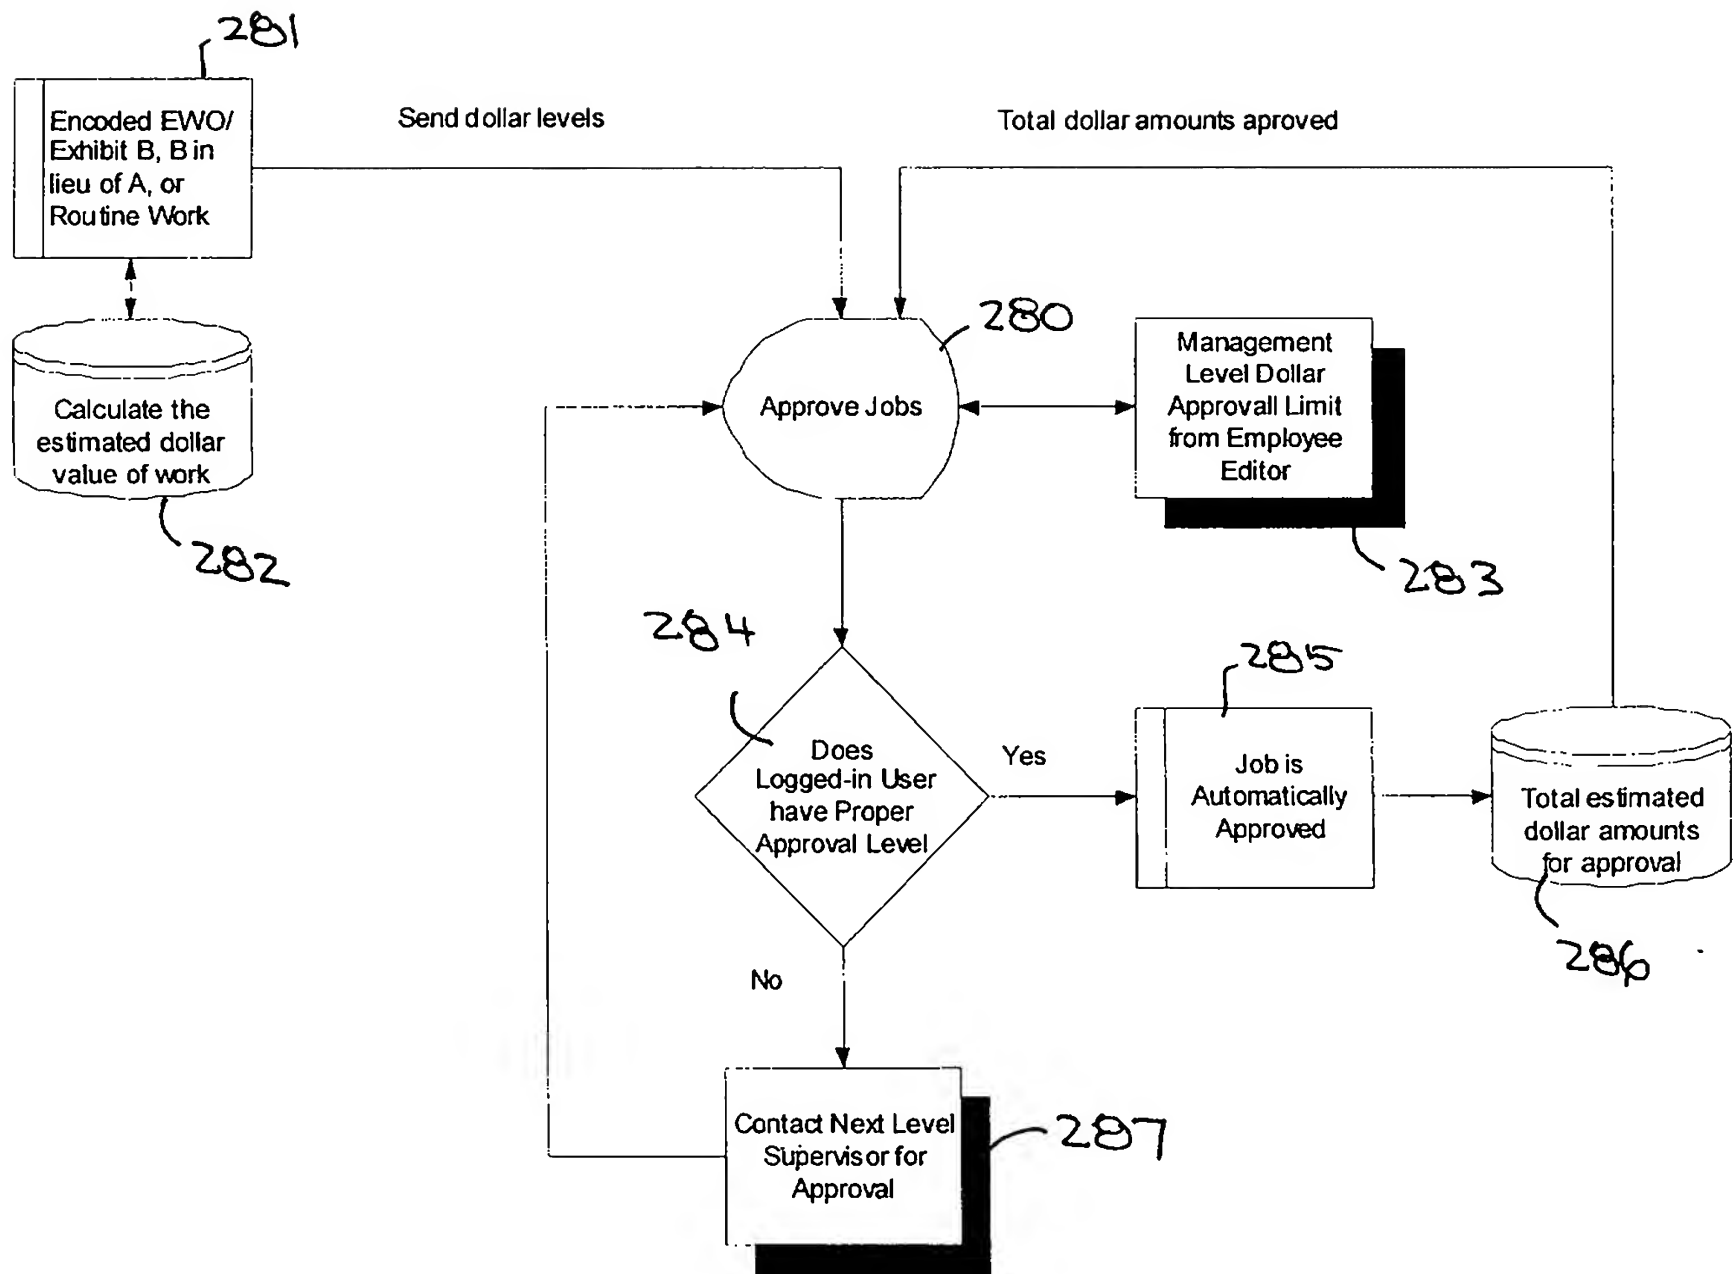 281
Encoded EWO/
Exhibit B, B in
lieu of A, or
Routine Work
Send dollar levels
Total dollar amounts aproved
Calculate the
estimated dollar
value of work
282
280
Approve Jobs
Management
Level Dollar
Approvall Limit
from Employee
Editor
283
284
Does
Logged-in User
have Proper
Approval Level
Yes
285
Job is
Automatically
Approved
Total estimated
dollar amounts
for approval
286
No
Contact Next Level
Supervisor for
Approval
287